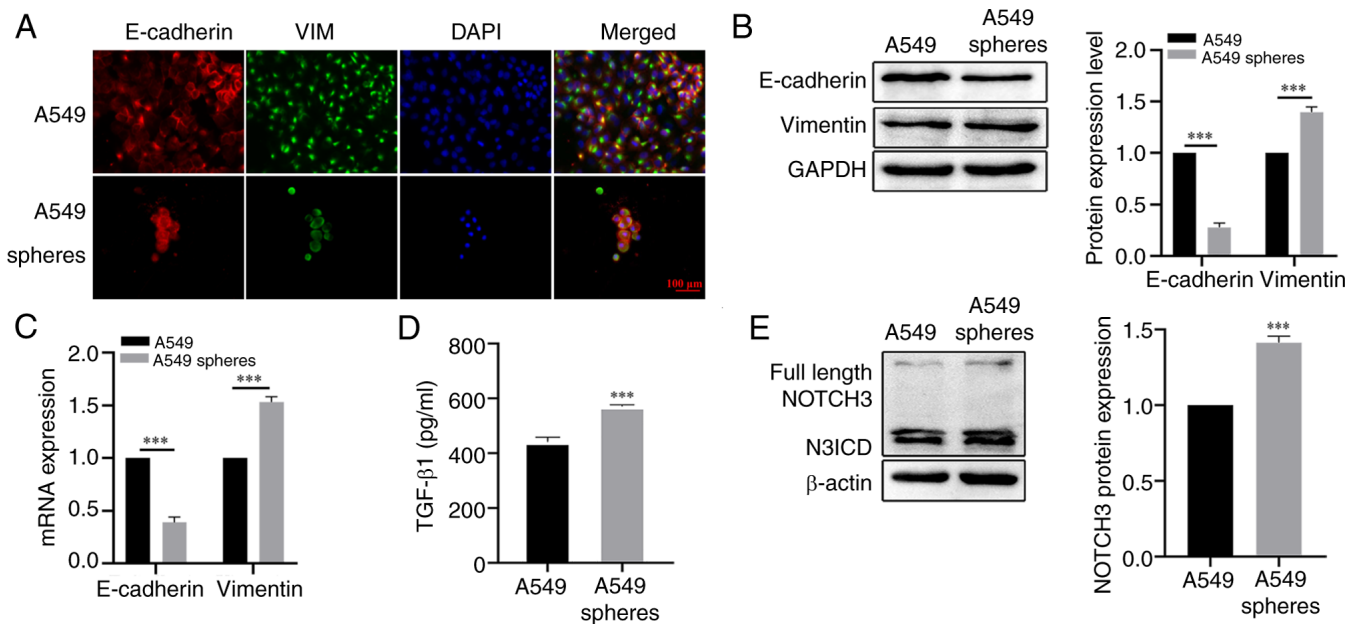 A
E-cadherin
VIM
DAPI
Merged
A549
A549
spheres
100 μm
B
A549
A549
spheres
E-cadherin
Vimentin
GAPDH
Protein expression level
A549
A549 spheres
2.0
1.5
1.0
0.5
0.0
***
***
E-cadherin
Vimentin
C
mRNA expression
A549
A549 spheres
2.0
1.5
1.0
0.5
0.0
***
***
E-cadherin
Vimentin
D
TGF-β1 (pg/ml)
800
600
400
200
0
***
A549
A549
spheres
E
A549
A549
spheres
Full length
NOTCH3
N3ICD
β-actin
NOTCH3 protein expression
1.5
1.0
1.5
0.0
***
A549
A549
spheres